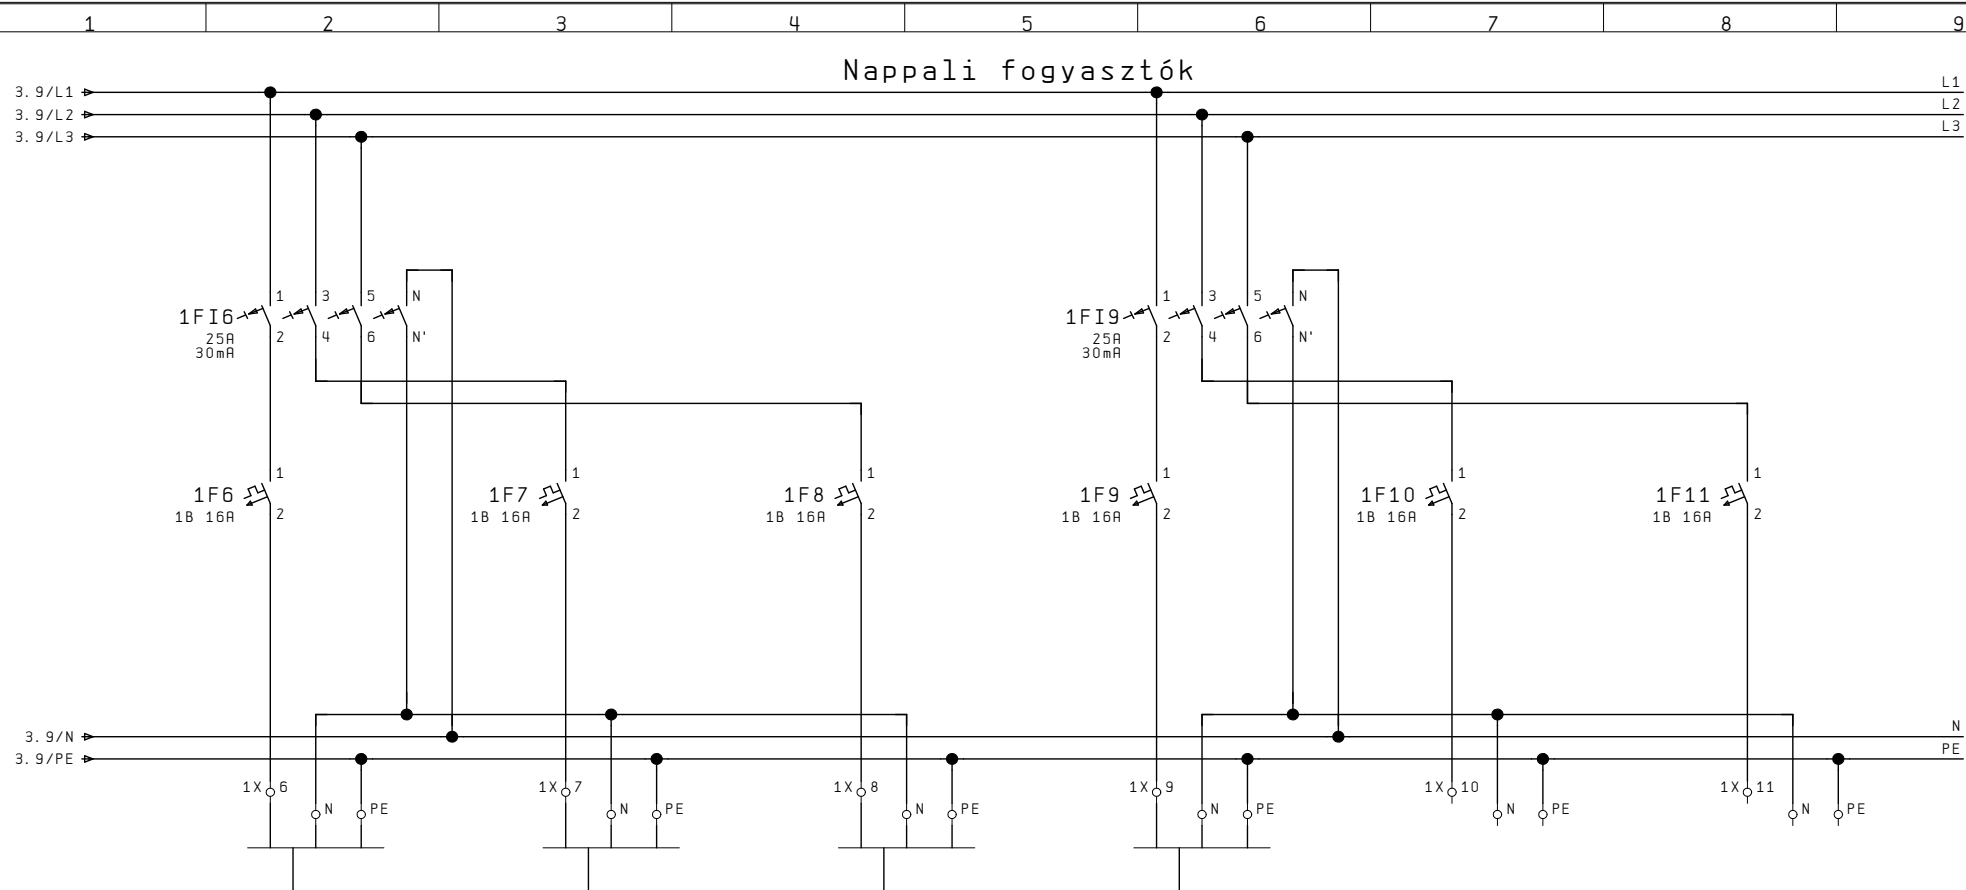 1 2 3 4 5 6 7 8 9
Nappali fogyasztók
3.9/L1 L1
3.9/L2 L2
3.9/L3 L3
1 3 5 N 1 3 5 N
1FI6 1FI9
2 4 6 N' 2 4 6 N'
25A 25A
30mA 30mA
1 1 1 1 1 1
1F6 1F7 1F8 1F9 1F10 1F11
1B 16A 2 1B 16A 2 1B 16A 2 1B 16A 2 1B 16A 2 1B 16A 2
3.9/N N
3.9/PE PE
1X 6 1X 7 1X 8 1X 9 1X 10 1X 11
N PE N PE N PE N PE N PE N PE